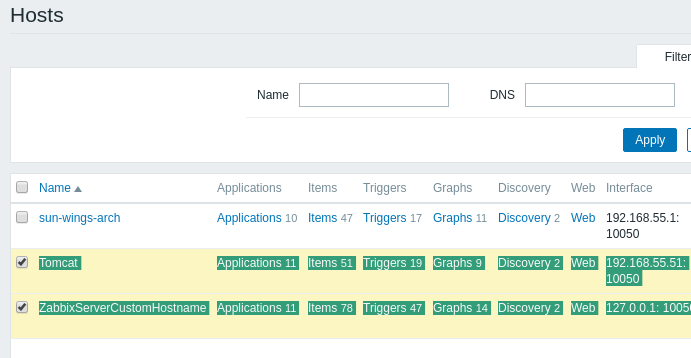 Hosts
Filter
Name DNS
Apply
Name Applications Items Triggers Graphs Discovery Web Interface
sun-wings-arch Applications 10 Items 47 Triggers 17 Graphs 11 Discovery 2 Web 192.168.55.1:
10050
Tomcat Applications 11 Items 51 Triggers 19 Graphs 9 Discovery 2 Web 192.168.55.51:
10050
ZabbixServerCustomHostname Applications 11 Items 78 Triggers 47 Graphs 14 Discovery 2 Web 127.0.0.1: 10050